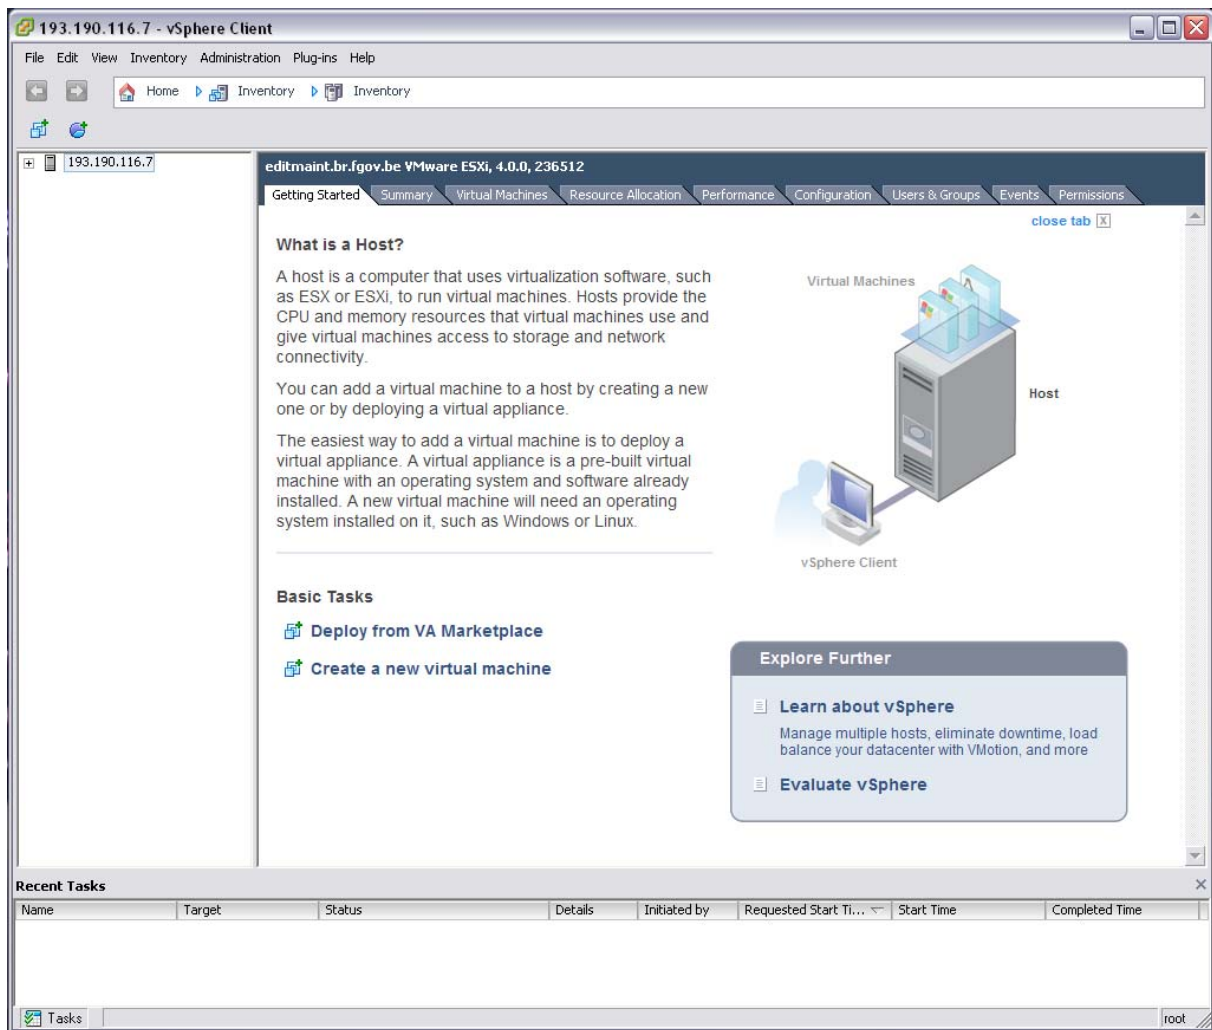 193.190.116.7 - vSphere Client
File Edit View Inventory Administration Plug-ins Help
Home Inventory Inventory
193.190.116.7
editmaint.br.fgov.be VMware ESXi, 4.0.0, 236512
Getting Started Summary Virtual Machines Resource Allocation Performance Configuration Users & Groups Events Permissions
close tab X
What is a Host?
A host is a computer that uses virtualization software, such
as ESX or ESXi, to run virtual machines. Hosts provide the
CPU and memory resources that virtual machines use and
give virtual machines access to storage and network
connectivity.
You can add a virtual machine to a host by creating a new
one or by deploying a virtual appliance.
The easiest way to add a virtual machine is to deploy a
virtual appliance. A virtual appliance is a pre-built virtual
machine with an operating system and software already
installed. A new virtual machine will need an operating
system installed on it, such as Windows or Linux.
Virtual Machines
Host
vSphere Client
Basic Tasks
Deploy from VA Marketplace
Create a new virtual machine
Explore Further
Learn about vSphere
Manage multiple hosts, eliminate downtime, load
balance your datacenter with VMotion, and more
Evaluate vSphere
Recent Tasks
Name Target Status Details Initiated by Requested Start Ti... Start Time Completed Time
Tasks root